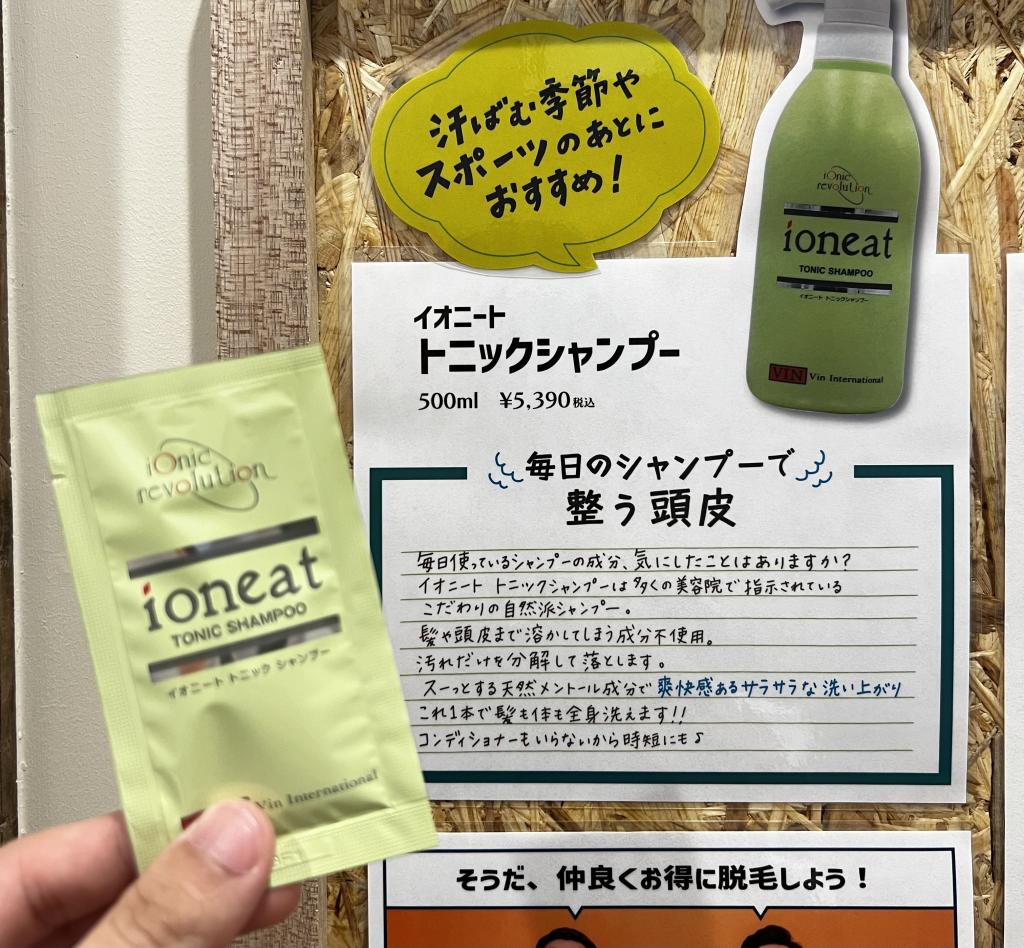 汗ばむ季節や
スポーツのあとに
おすすめ!
iOnic
revolution
ioneat
TONIC SHAMPOO
イオニート トニックシャンプー
VIN Vin International
イオニート
トニックシャンプー
500ml ¥5,390税込
毎日のシャンプーで
整う頭皮
毎日使っているシャンプーの成分、気にしたことはありますか?
イオニート トニックシャンプーは多くの美容院で指示されている
こだわりの自然派シャンプー。
髪や頭皮まで溶かしてしまう成分不使用。
汚れだけを分解して落とします。
スーっとする天然メントール成分で爽快感あるサラサラな洗い上がり
これ1本で髪も体も全身洗えます!!
コンディショナーもいらないから時短にも♪
iOnic
revolution
ioneat
TONIC SHAMPOO
イオニート トニック シャンプー
Vin International
そうだ、仲良くお得に脱毛しよう!